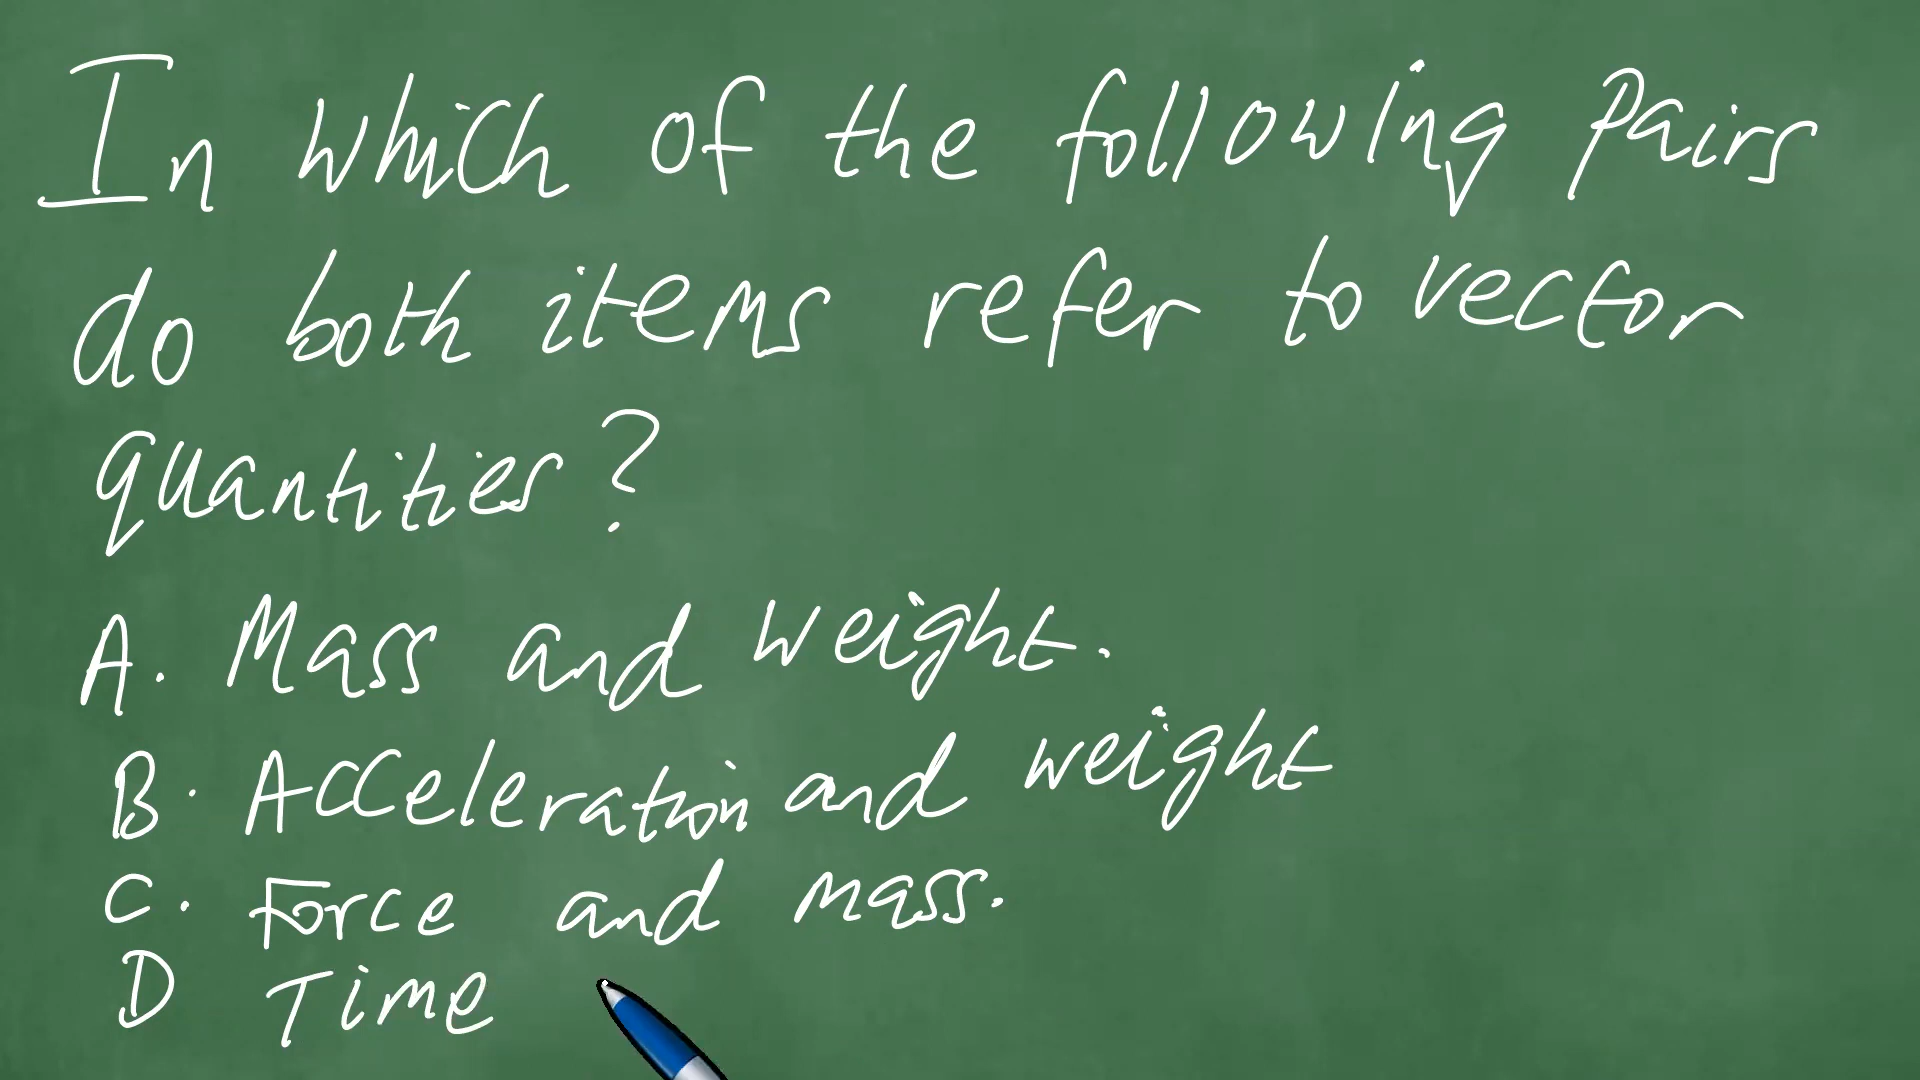 In which of the following pairs
do both items refer to vector
quantities?
A. Mass and weight.
B. Acceleration and weight
C. Force and mass.
D Time